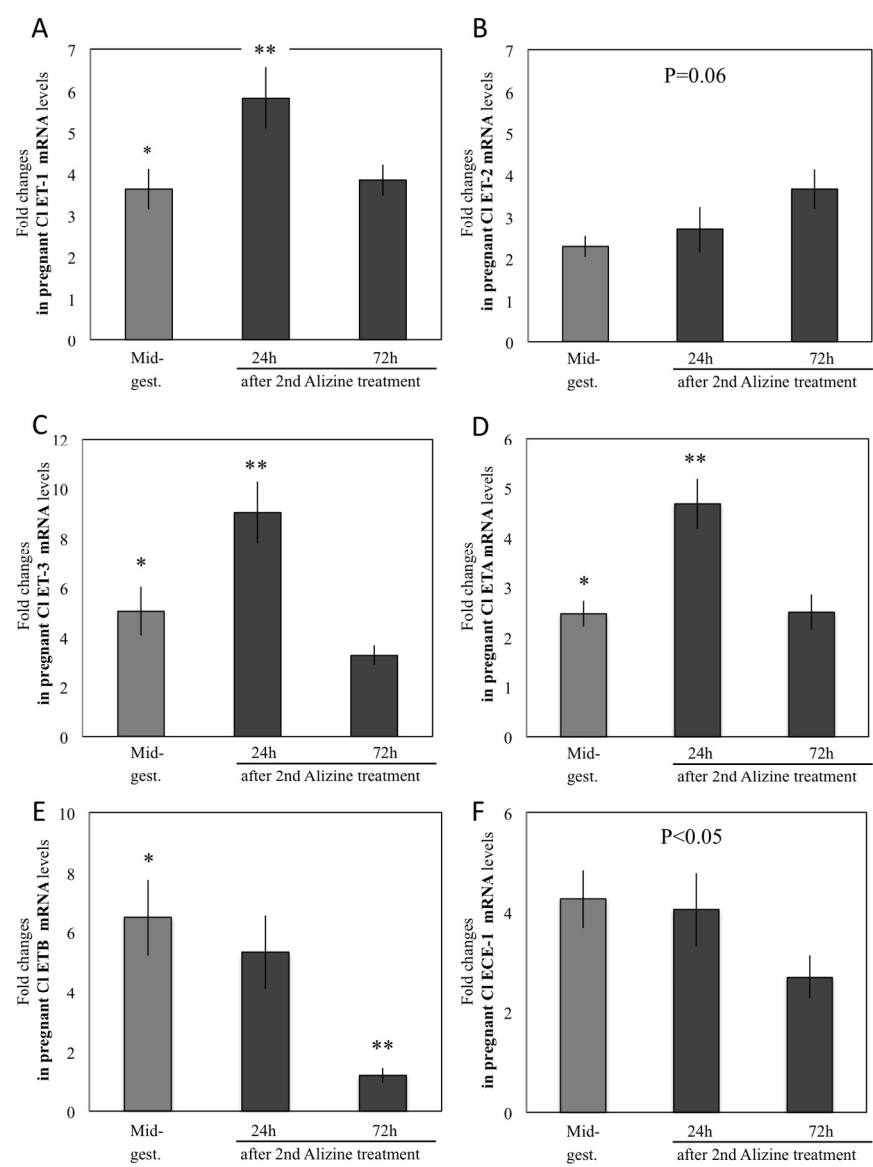 A
Fold changes
in pregnant Cl ET-1 mRNA levels
7
6
5
4
3
2
1
0
*
**
Mid-
gest.
24h
72h
after 2nd Alizine treatment
B
Fold changes
in pregnant Cl ET-2 mRNA levels
7
6
5
4
3
2
1
0
P=0.06
Mid-
gest.
24h
72h
after 2nd Alizine treatment
C
Fold changes
in pregnant Cl ET-3 mRNA levels
12
10
8
6
4
2
0
*
**
Mid-
gest.
24h
72h
after 2nd Alizine treatment
D
Fold changes
in pregnant Cl ETA mRNA levels
6
5
4
3
2
1
0
*
**
Mid-
gest.
24h
72h
after 2nd Alizine treatment
E
Fold changes
in pregnant Cl ETB mRNA levels
10
8
6
4
2
0
*
**
Mid-
gest.
24h
72h
after 2nd Alizine treatment
F
Fold changes
in pregnant Cl ECE-1 mRNA levels
6
4
2
0
P<0.05
Mid-
gest.
24h
72h
after 2nd Alizine treatment